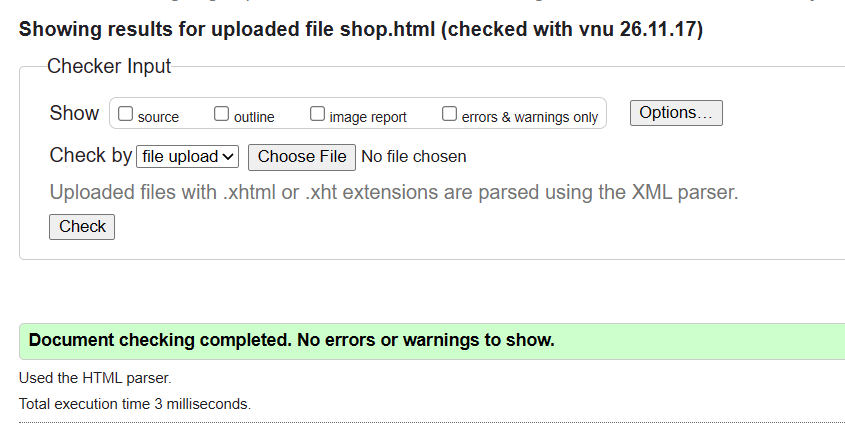 Showing results for uploaded file shop.html (checked with vnu 26.11.17)
Checker Input
Show source outline image report errors & warnings only Options...
Check by file upload Choose File No file chosen
Uploaded files with .xhtml or .xht extensions are parsed using the XML parser.
Check
Document checking completed. No errors or warnings to show.
Used the HTML parser.
Total execution time 3 milliseconds.